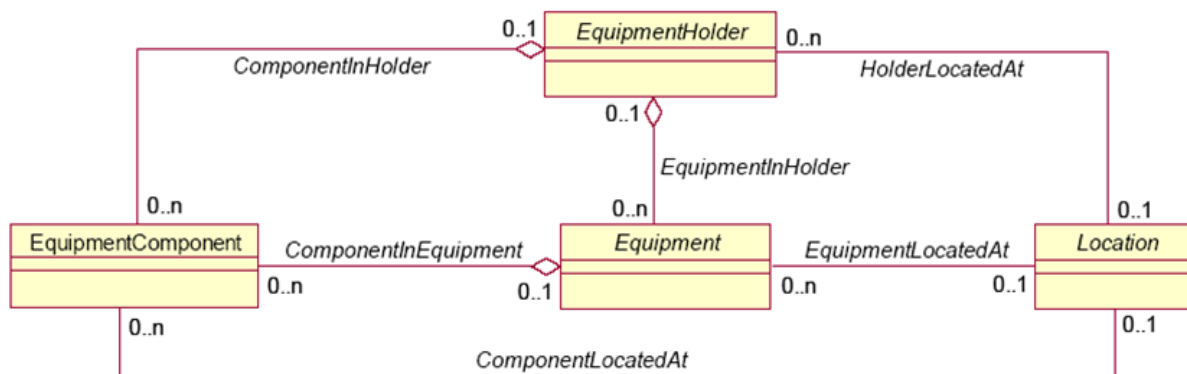 0..1
EquipmentHolder
0..n
ComponentInHolder
HolderLocatedAt
0..1
EquipmentInHolder
0..n
0..n
0..1
EquipmentComponent
ComponentInEquipment
Equipment
EquipmentLocatedAt
Location
0..n
0..1
0..n
0..1
0..n
0..1
ComponentLocatedAt